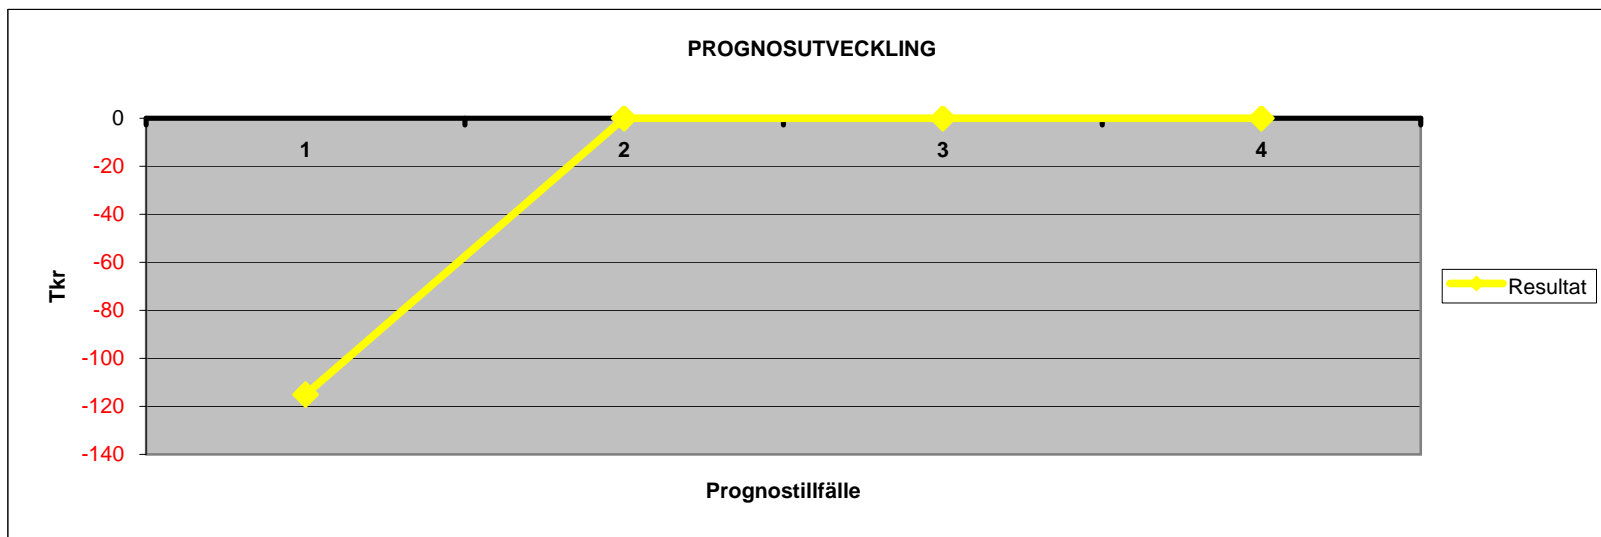 PROGNOSUTVECKLING
0
-20
-40
-60
-80
-100
-120
-140
1 2 3 4
Tkr
Prognostillfälle
Resultat